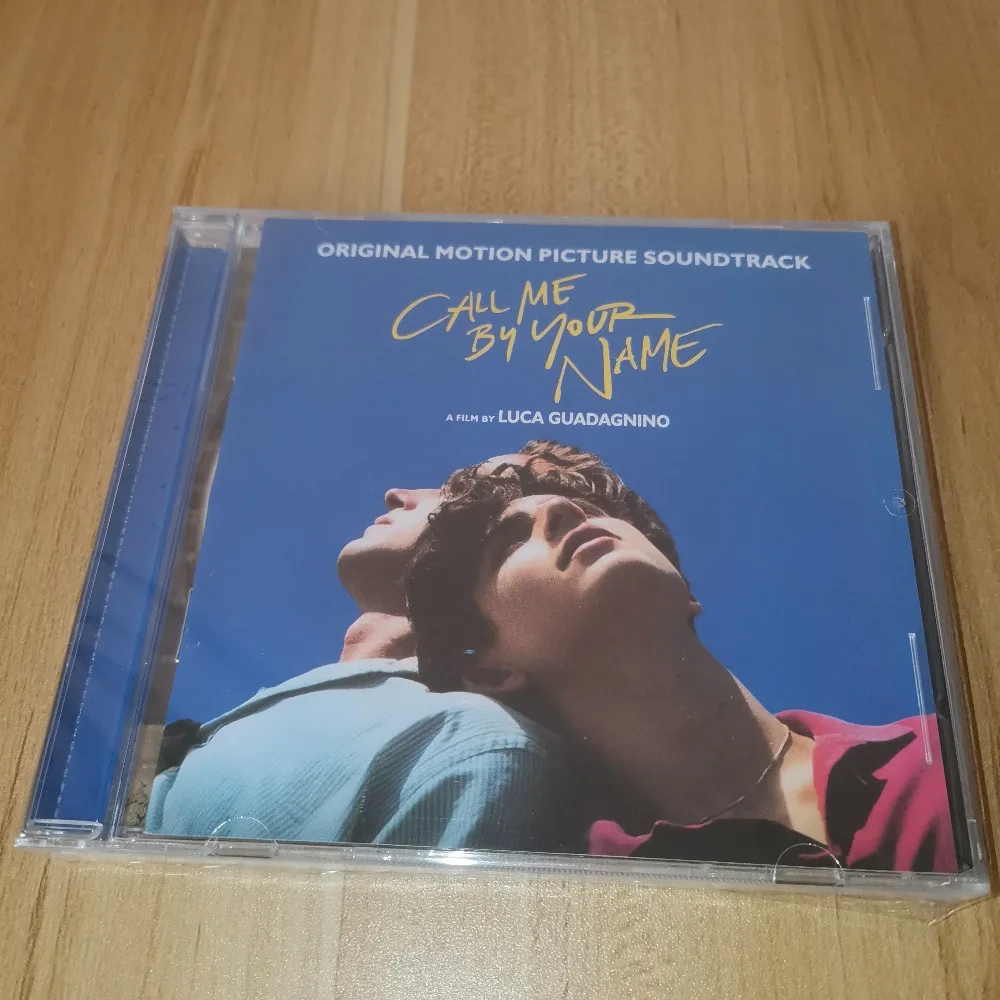 ORIGINAL MOTION PICTURE SOUNDTRACK
CALL ME
BY YOUR
NAME
A FILM BY LUCA GUADAGNINO